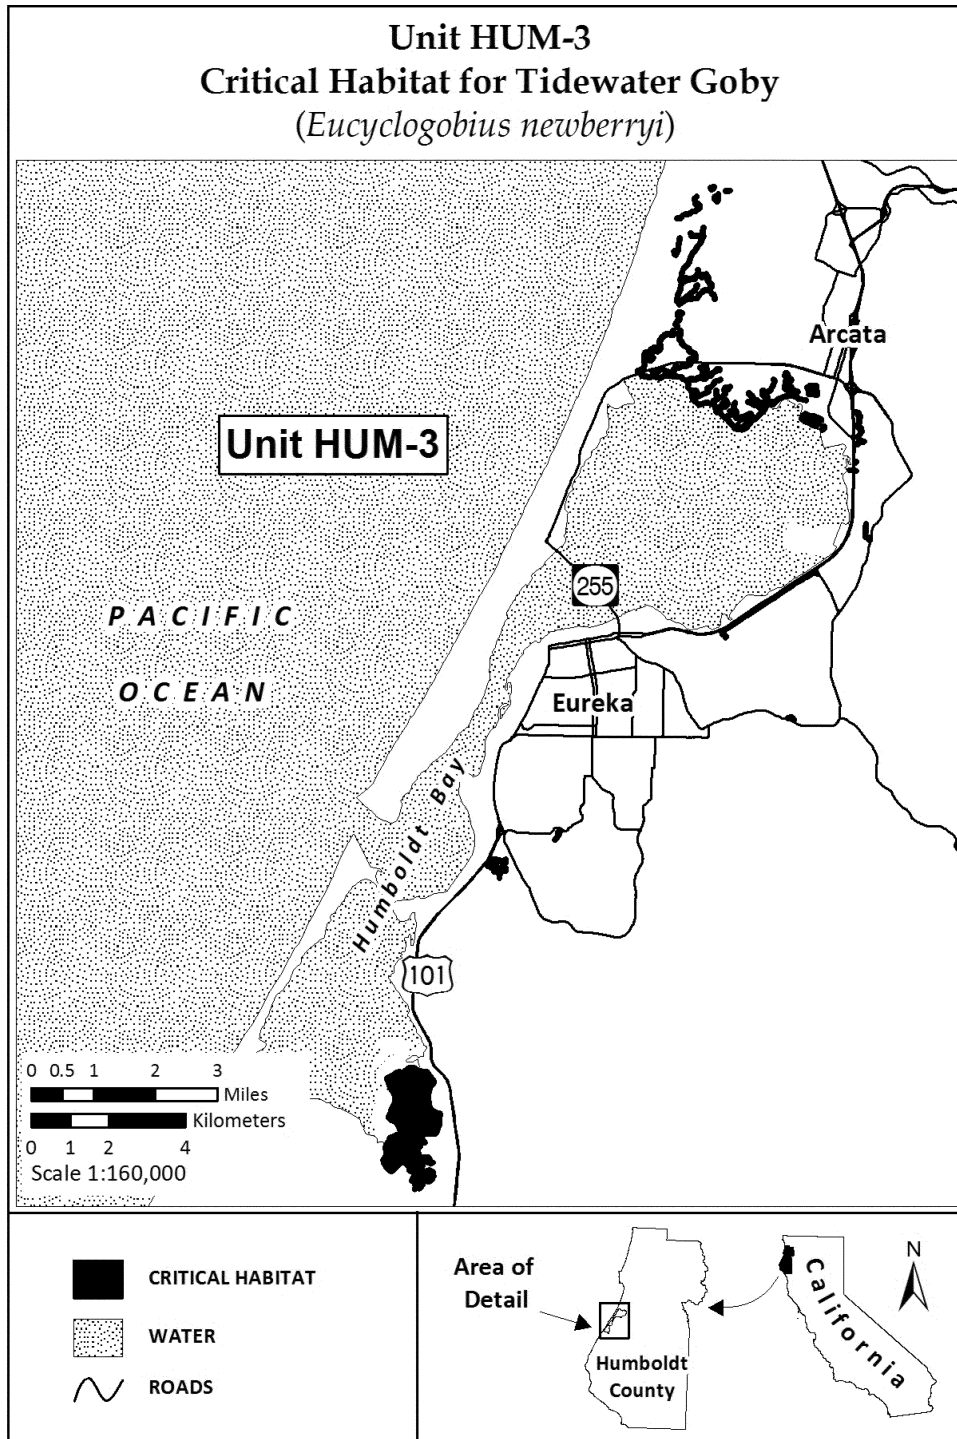 Unit HUM-3
Critical Habitat for Tidewater Goby
(Eucyclogobius newberryi)
Arcata
Unit HUM-3
255
PACIFIC
OCEAN
Eureka
Humboldt Bay
101
0 0.5 1 2 3
Miles
Kilometers
0 1 2 4
Scale 1:160,000
CRITICAL HABITAT
WATER
ROADS
Area of
Detail
Humboldt
County
California
N